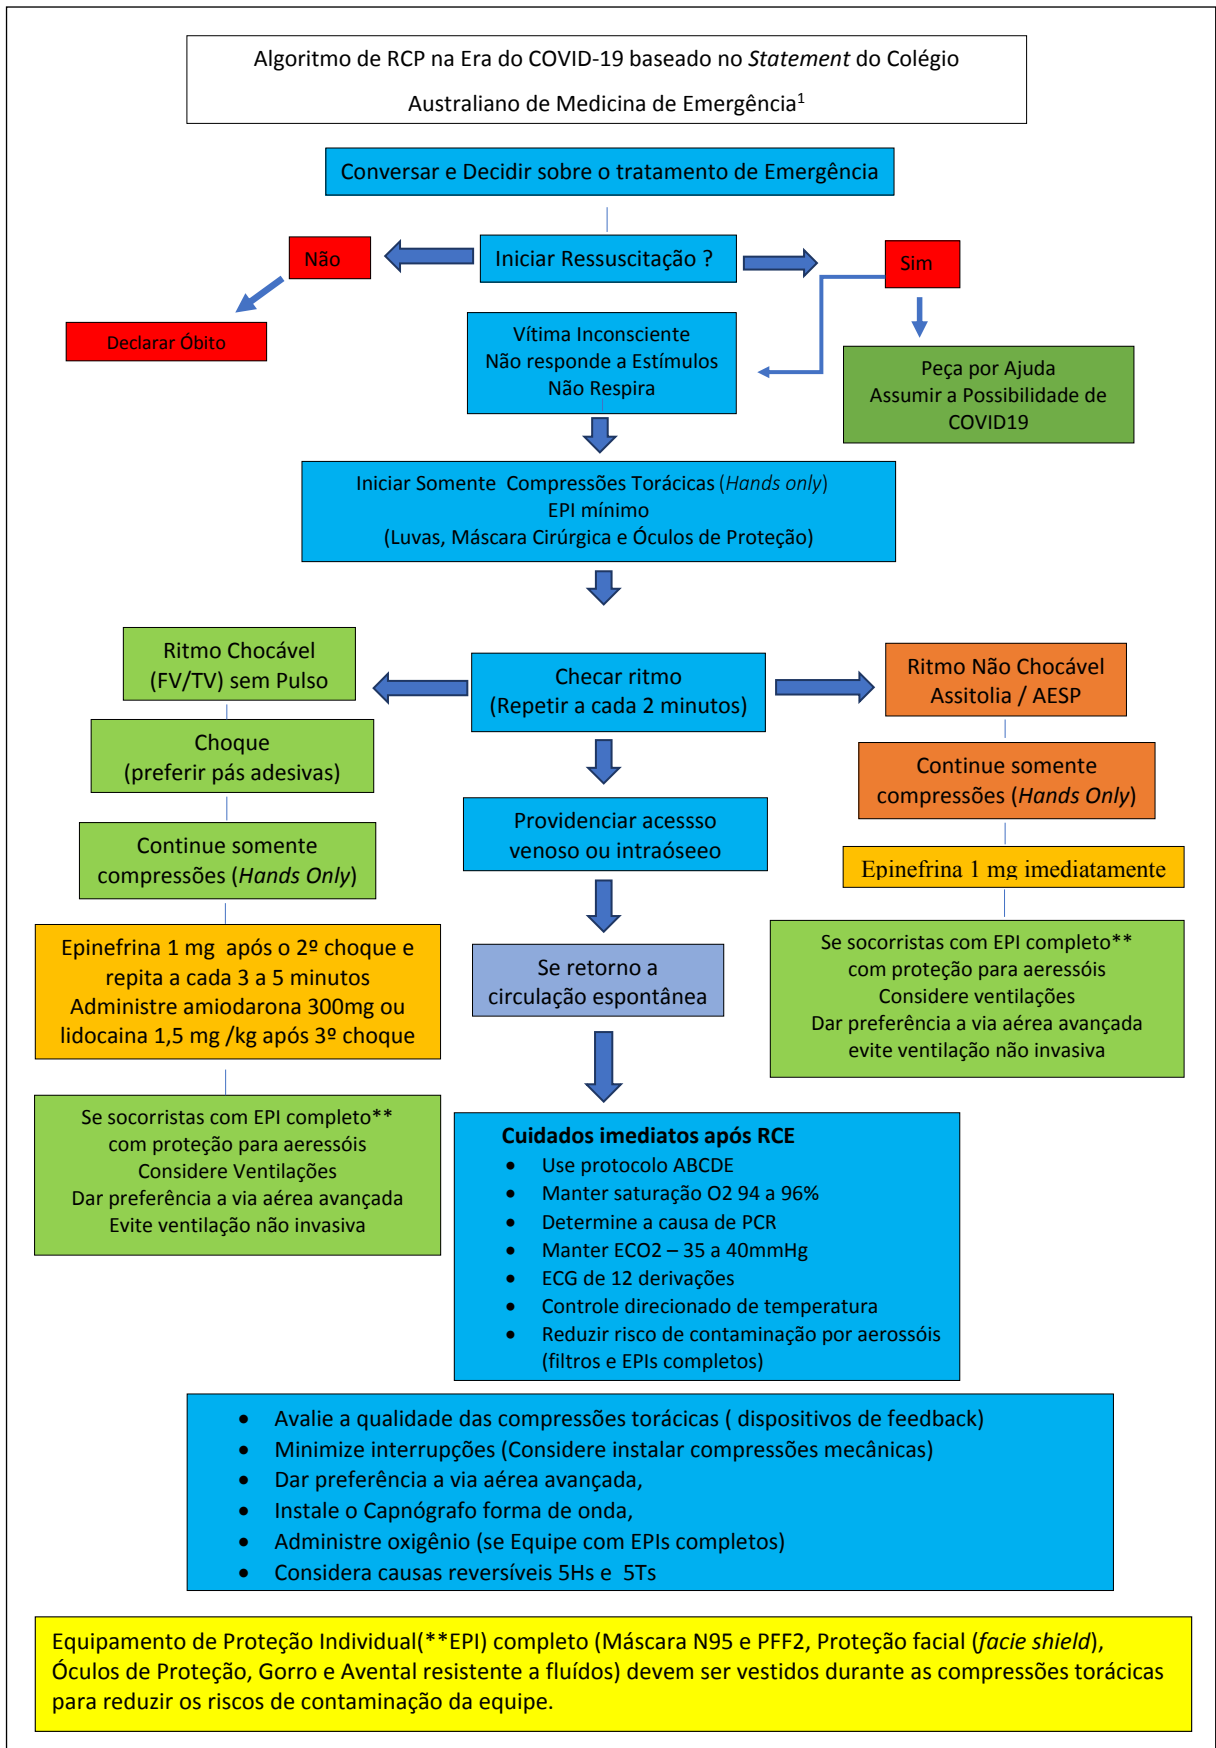 Algoritmo de RCP na Era do COVID-19 baseado no Statement do Colégio
Australiano de Medicina de Emergência¹
Conversar e Decidir sobre o tratamento de Emergência
Não
Iniciar Ressuscitação ?
Sim
Declarar Óbito
Vítima Inconsciente
Não responde a Estímulos
Não Respira
Peça por Ajuda
Assumir a Possibilidade de
COVID19
Iniciar Somente Compressões Torácicas (Hands only)
EPI mínimo
(Luvas, Máscara Cirúrgica e Óculos de Proteção)
Ritmo Chocável
(FV/TV) sem Pulso
Checar ritmo
(Repetir a cada 2 minutos)
Ritmo Não Chocável
Assitolia / AESP
Choque
(preferir pás adesivas)
Continue somente
compressões (Hands Only)
Providenciar acessso
venoso ou intraóseeo
Continue somente
compressões (Hands Only)
Epinefrina 1 mg imediatamente
Epinefrina 1 mg após o 2º choque e
repita a cada 3 a 5 minutos
Administre amiodarona 300mg ou
lidocaina 1,5 mg /kg após 3º choque
Se retorno a
circulação espontânea
Se socorristas com EPI completo**
com proteção para aeressóis
Considere ventilações
Dar preferência a via aérea avançada
evite ventilação não invasiva
Se socorristas com EPI completo**
com proteção para aeressóis
Considere Ventilações
Dar preferência a via aérea avançada
Evite ventilação não invasiva
Cuidados imediatos após RCE
• Use protocolo ABCDE
• Manter saturação O2 94 a 96%
• Determine a causa de PCR
• Manter ECO2 – 35 a 40mmHg
• ECG de 12 derivações
• Controle direcionado de temperatura
• Reduzir risco de contaminação por aerossóis
(filtros e EPIs completos)
• Avalie a qualidade das compressões torácicas ( dispositivos de feedback)
• Minimize interrupções (Considere instalar compressões mecânicas)
• Dar preferência a via aérea avançada,
• Instale o Capnógrafo forma de onda,
• Administre oxigênio (se Equipe com EPIs completos)
• Considera causas reversíveis 5Hs e 5Ts
Equipamento de Proteção Individual(**EPI) completo (Máscara N95 e PFF2, Proteção facial (facie shield),
Óculos de Proteção, Gorro e Avental resistente a fluídos) devem ser vestidos durante as compressões torácicas
para reduzir os riscos de contaminação da equipe.